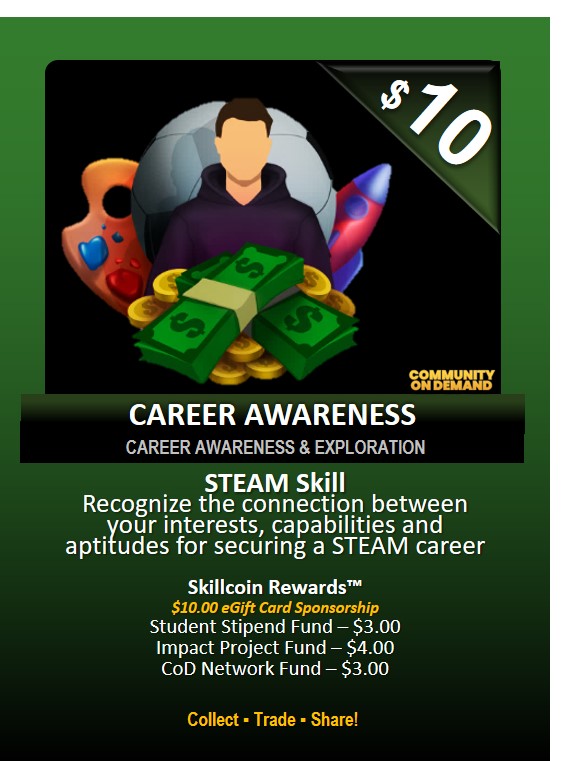 $10
COMMUNITY
ON DEMAND
CAREER AWARENESS
CAREER AWARENESS & EXPLORATION
STEAM Skill
Recognize the connection between
your interests, capabilities and
aptitudes for securing a STEAM career
Skillcoin Rewards™
$10.00 eGift Card Sponsorship
Student Stipend Fund – $3.00
Impact Project Fund – $4.00
CoD Network Fund – $3.00
Collect ▪ Trade ▪ Share!